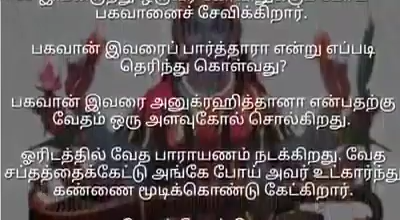 பகவானைச் சேவிக்கிறார்.
பகவான் இவரைப் பார்த்தாரா என்று எப்படி
தெரிந்து கொள்வது?
பகவான் இவரை அனுக்ரஹித்தானா என்பதற்கு
வேதம் ஒரு அளவுகோல் சொல்கிறது.
ஓரிடத்தில் வேத பாராயணம் நடக்கிறது. வேத
சப்தத்தைக்கேட்டு அங்கே போய் அவர் உட்கார்ந்து
கண்ணை மூடிக்கொண்டு கேட்கிறார்.